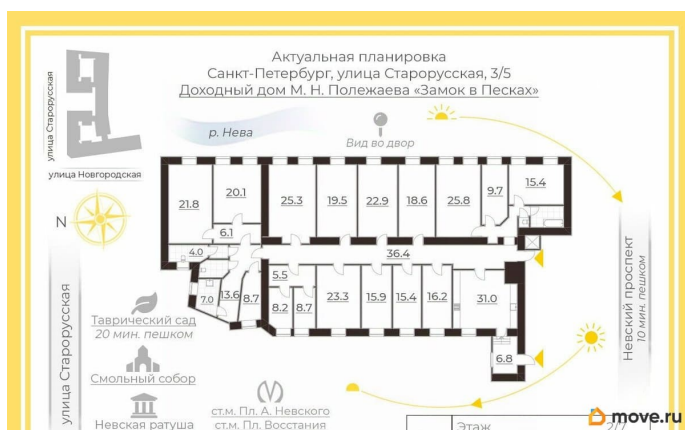 Актуальная планировка
Санкт-Петербург, улица Старорусская, 3/5
Доходный дом М. Н. Полежаева «Замок в Песках»
улица Старорусская
улица Новгородская
р. Нева
Вид во двор
N
21.8
20.1
25.3
19.5
22.9
18.6
25.8
9.7
15.4
6.1
4.0
36.4
5.5
7.0
13.6
8.7
8.2
8.7
23.3
15.9
15.4
16.2
31.0
6.8
улица Старорусская
Невский проспект
10 мин. пешком
Таврический сад
20 мин. пешком
Смольный собор
Невская ратуша
ст.м. Пл. А. Невского
ст.м. Пл. Восстания
Этаж
2/7
move.ru